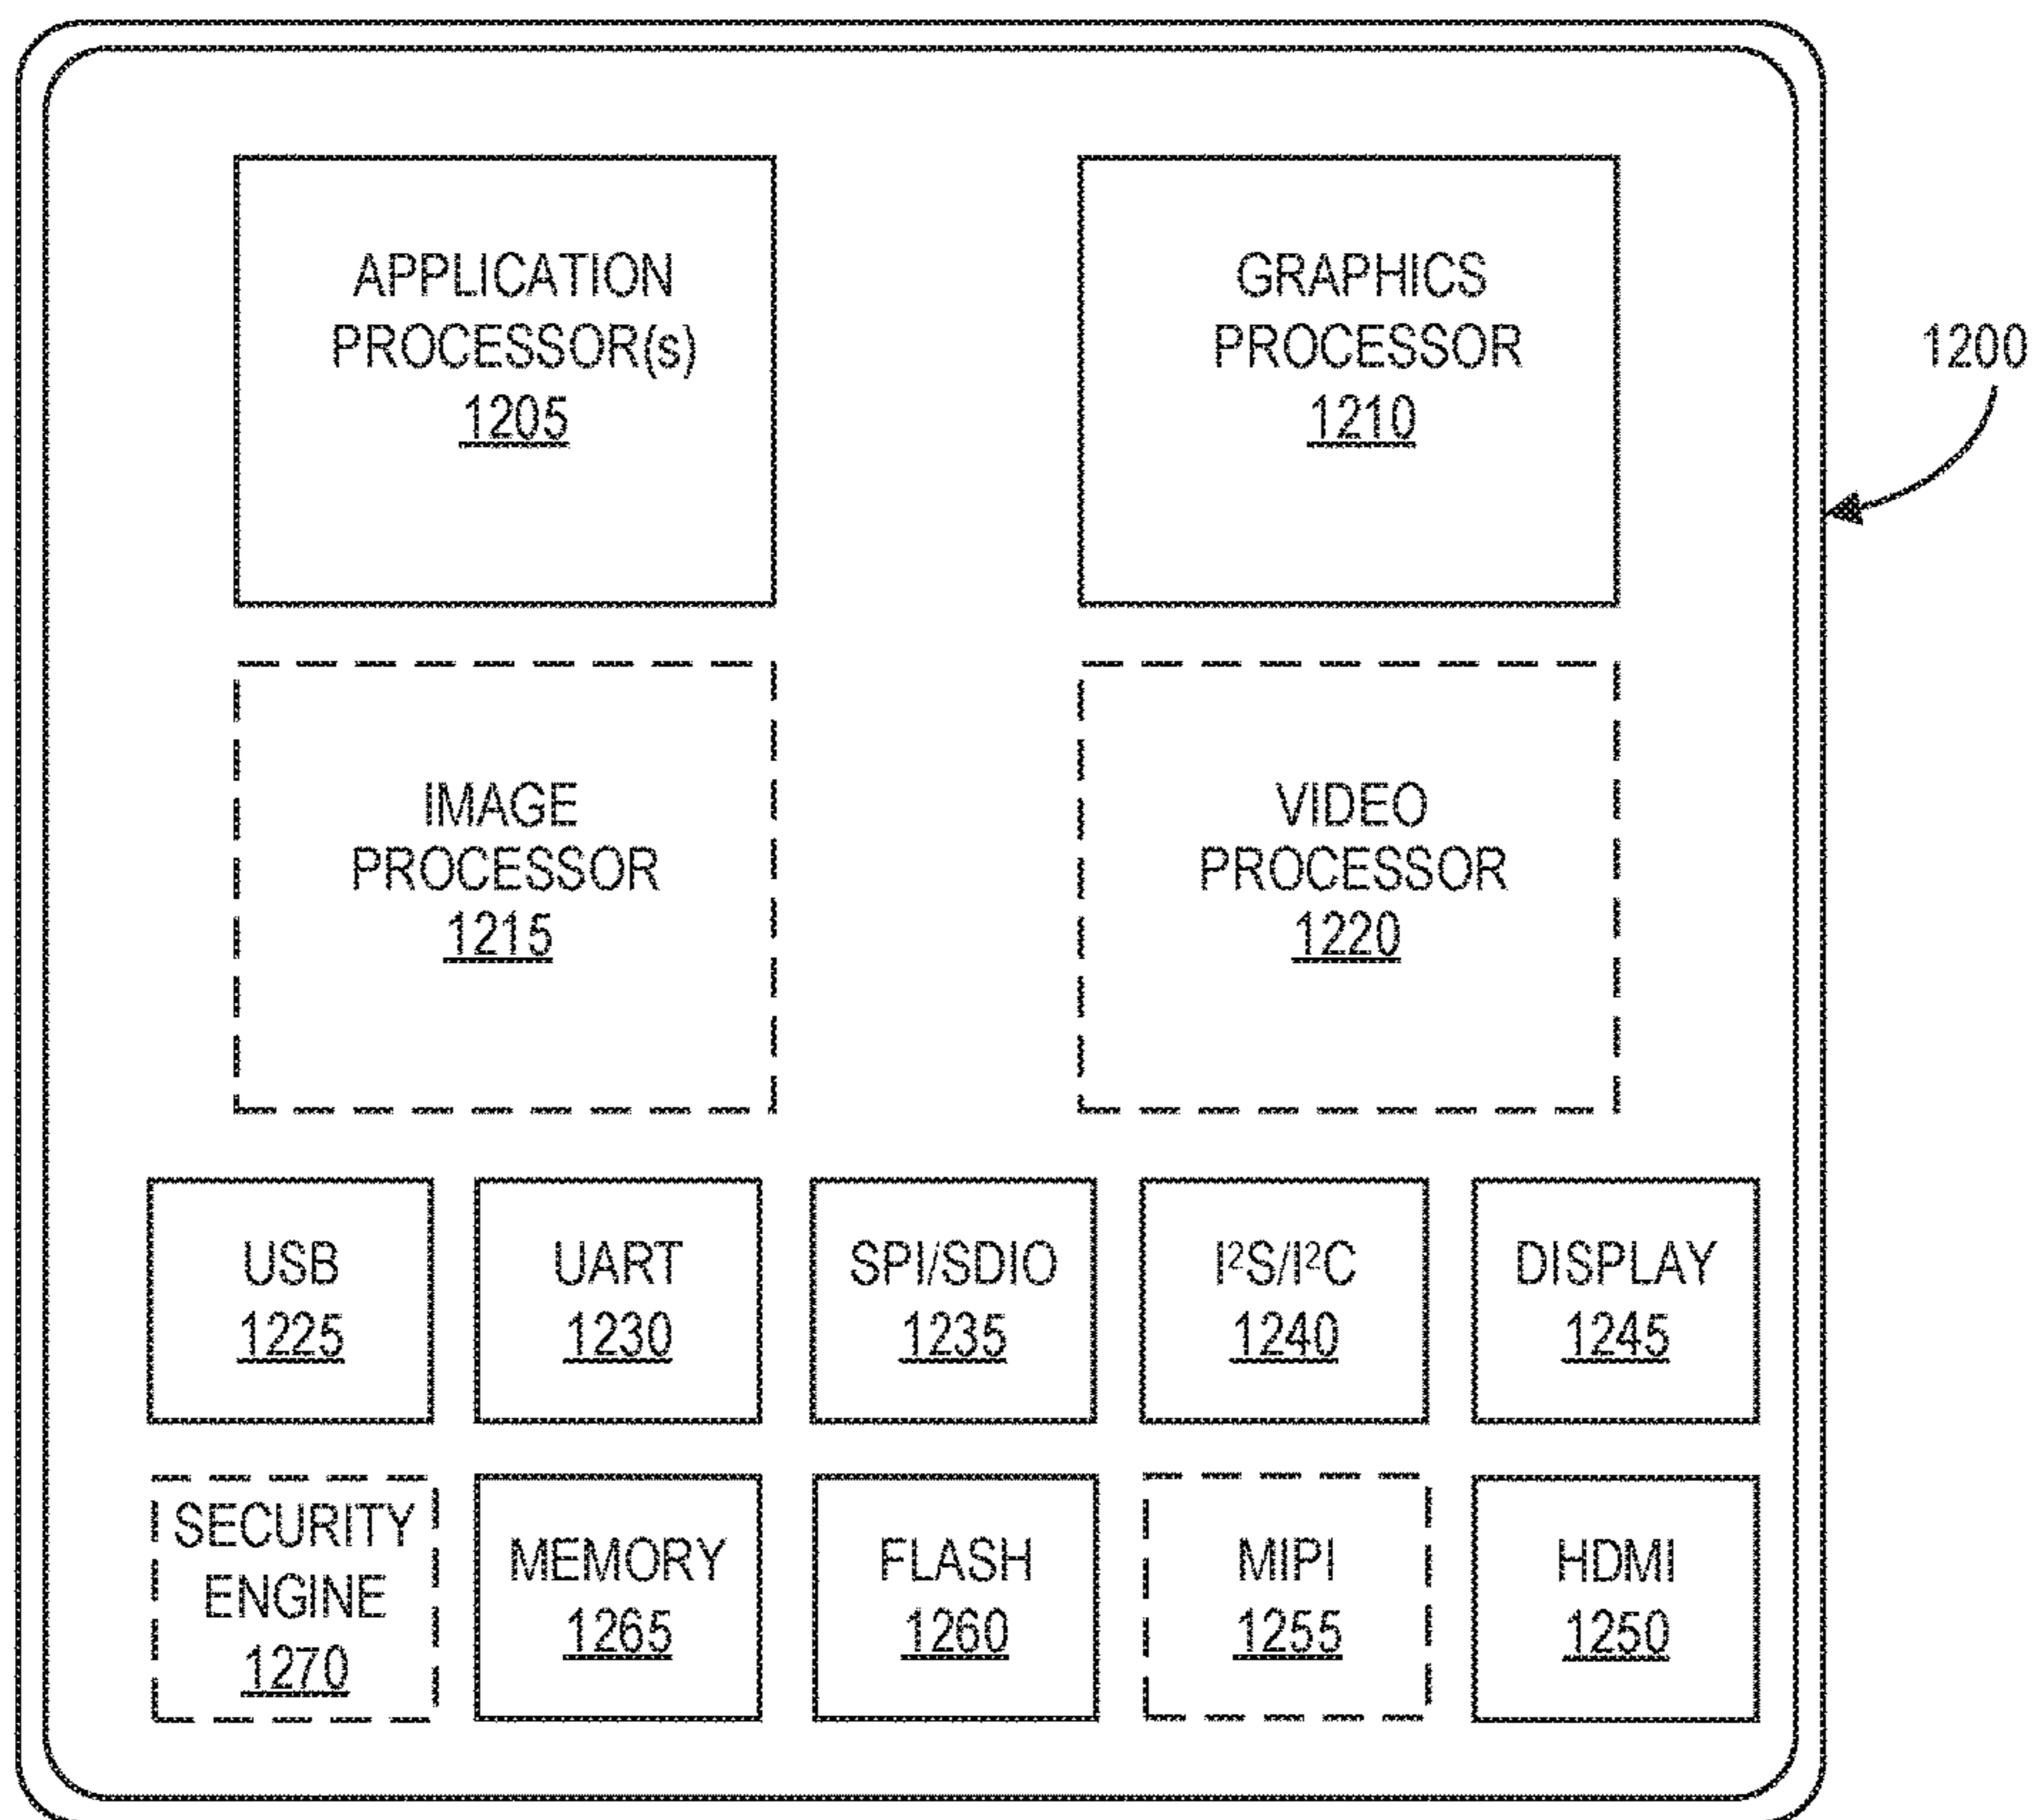 APPLICATION
PROCESSOR(s)
1205
GRAPHICS
PROCESSOR
1210
1200
IMAGE
PROCESSOR
1215
VIDEO
PROCESSOR
1220
USB
1225
UART
1230
SPI/SDIO
1235
I²S/I²C
1240
DISPLAY
1245
SECURITY
ENGINE
1270
MEMORY
1265
FLASH
1260
MIPI
1255
HDMI
1250